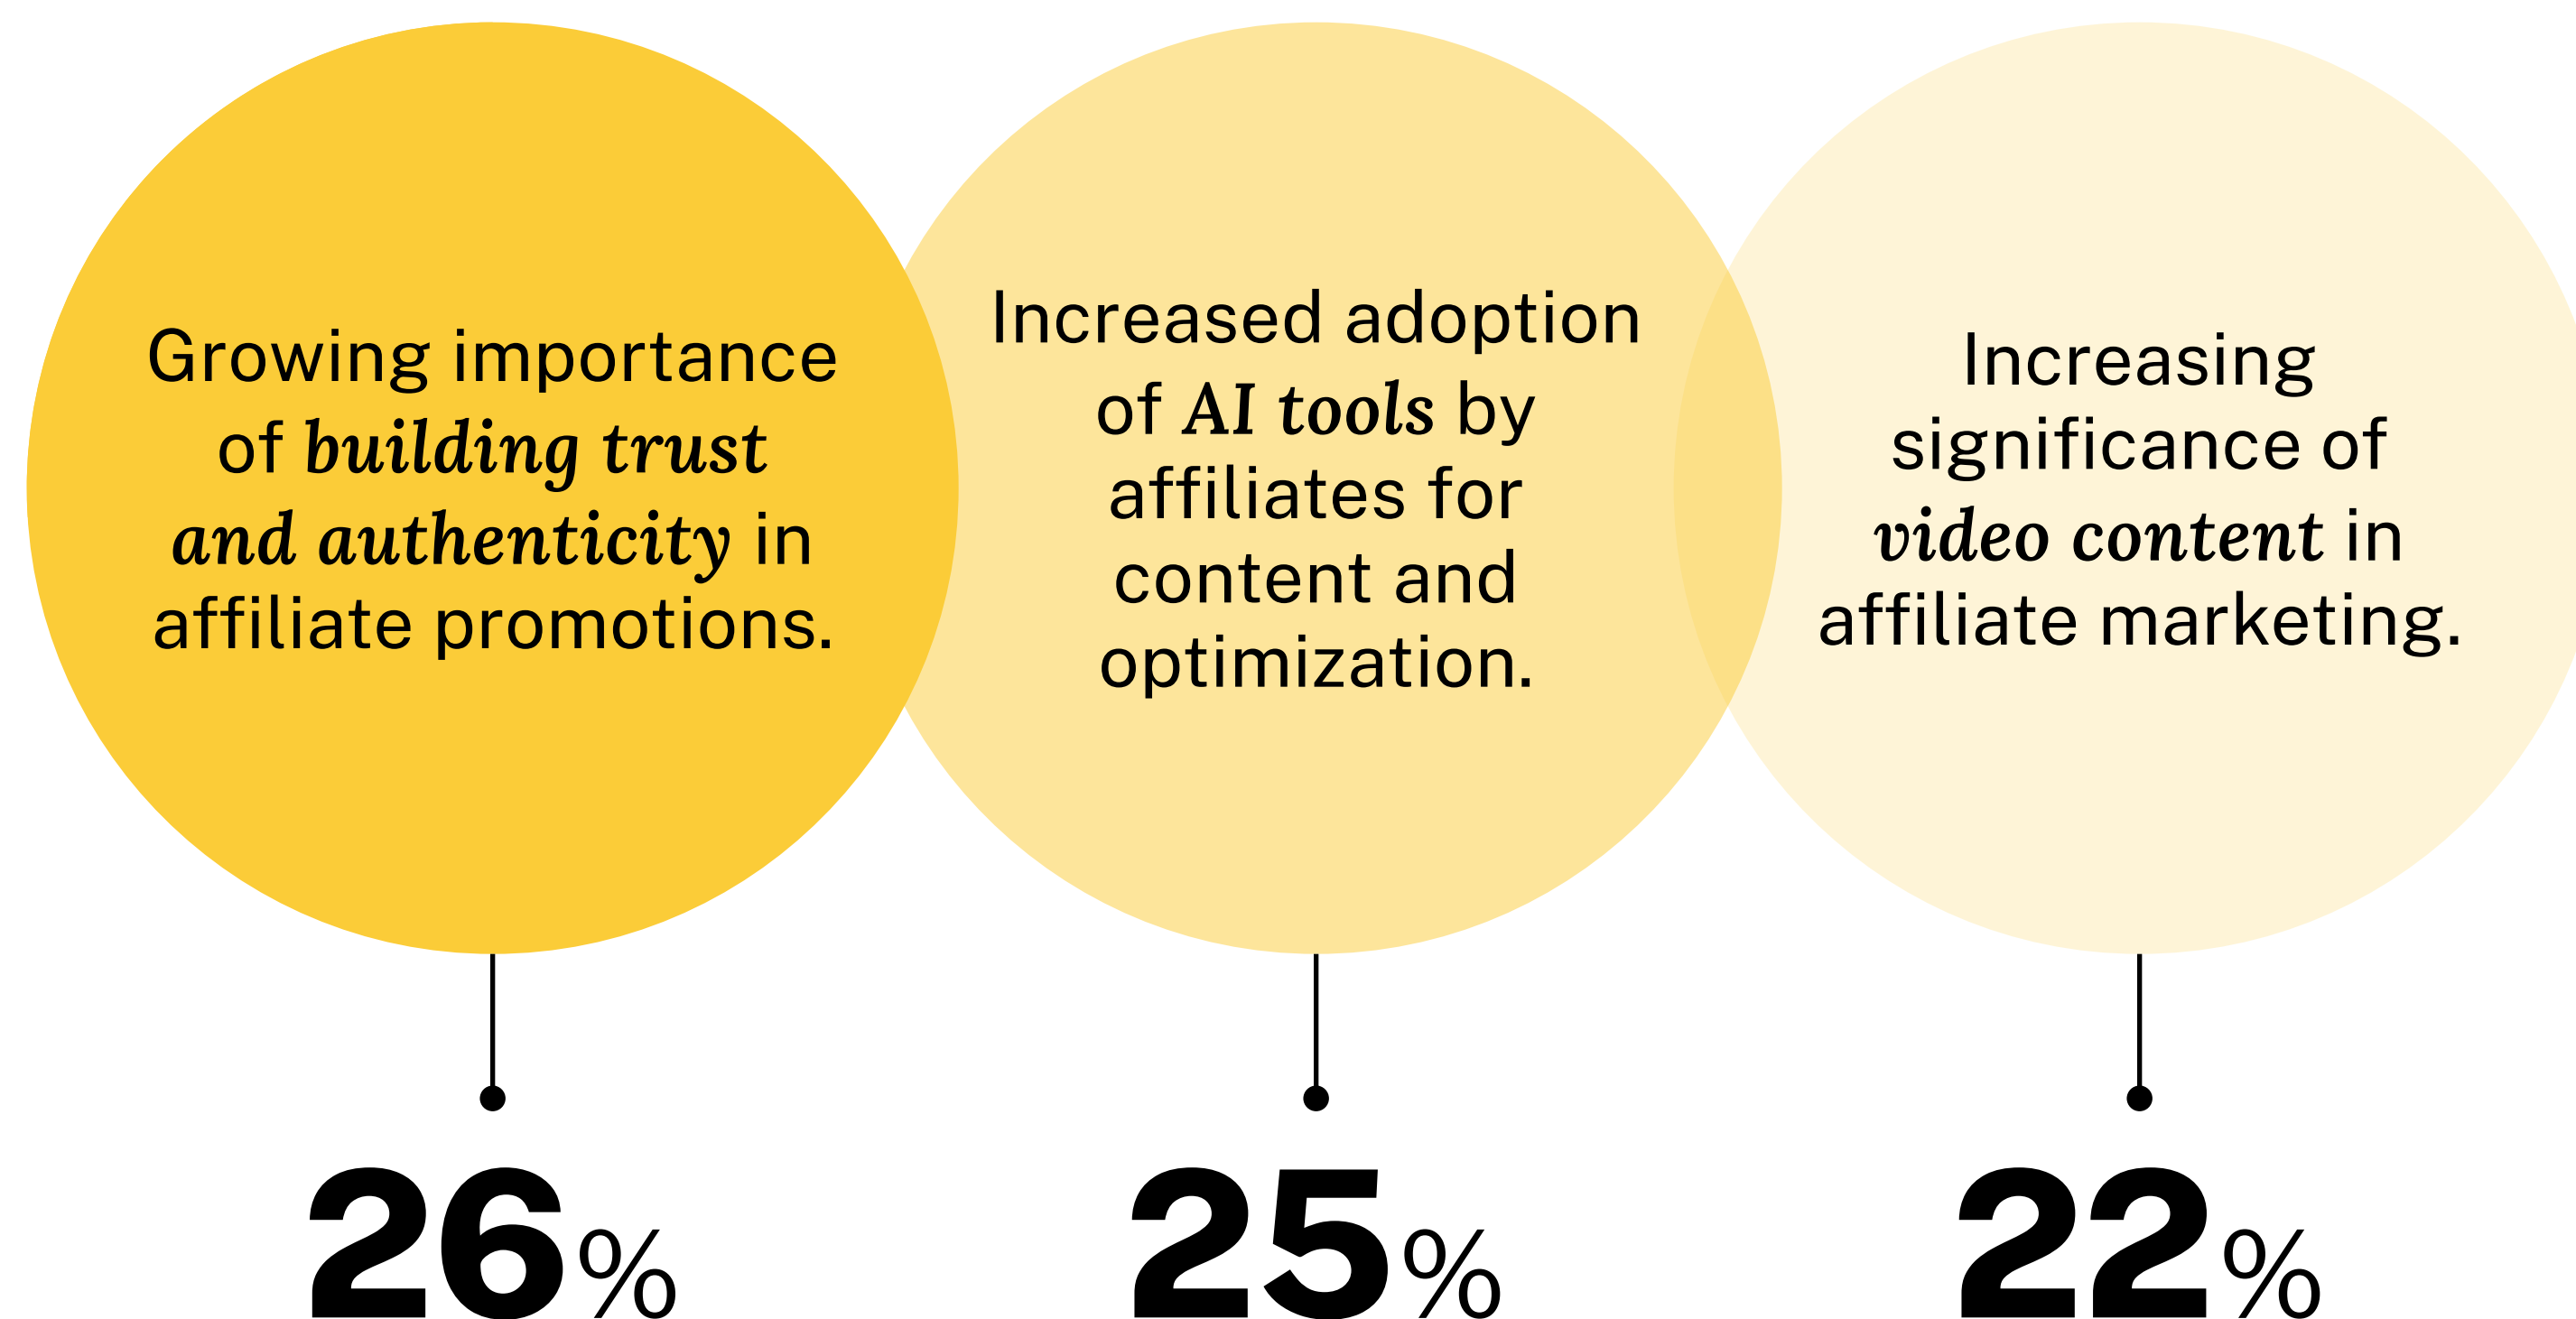 Growing importance
of building trust
and authenticity in
affiliate promotions.
26%
Increased adoption
of AI tools by
affiliates for
content and
optimization.
25%
Increasing
significance of
video content in
affiliate marketing.
22%